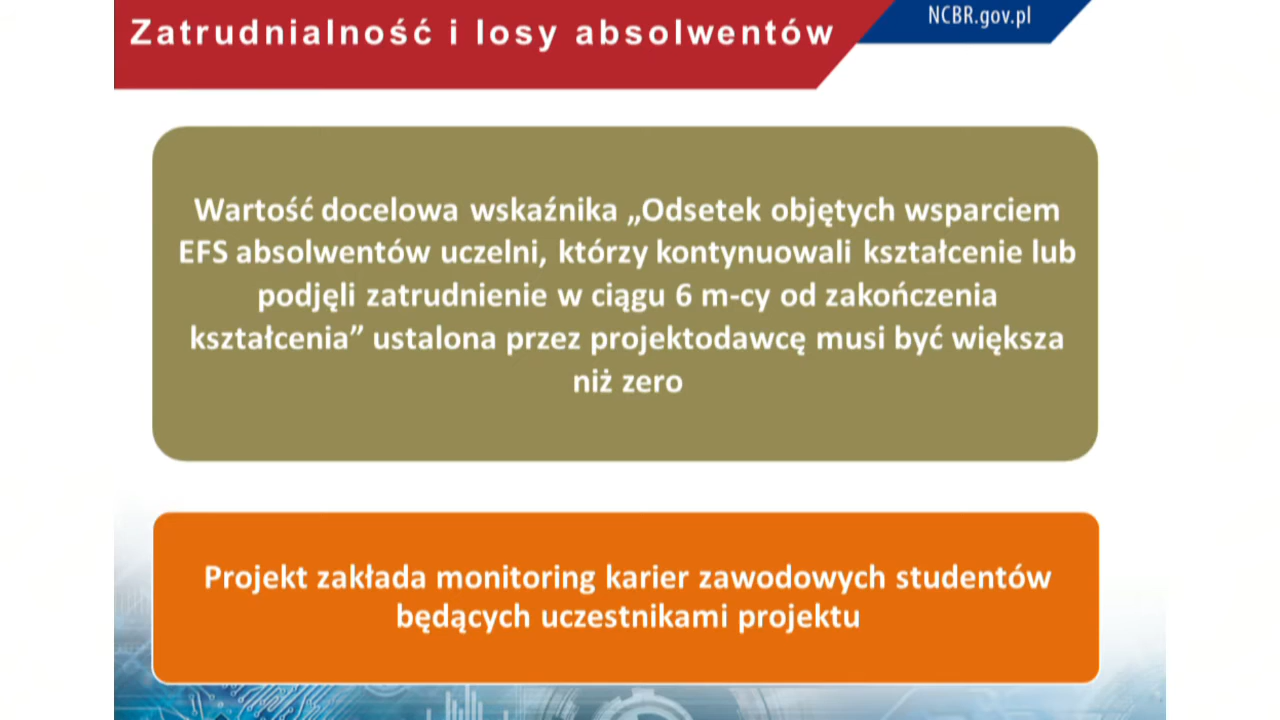 Zatrudnialność i losy absolwentów
NCBR.gov.pl
Wartość docelowa wskaźnika „Odsetek objętych wsparciem
EFS absolwentów uczelni, którzy kontynuowali kształcenie lub
podjęli zatrudnienie w ciągu 6 m-cy od zakończenia
kształcenia” ustalona przez projektodawcę musi być większa
niż zero
Projekt zakłada monitoring karier zawodowych studentów
będących uczestnikami projektu